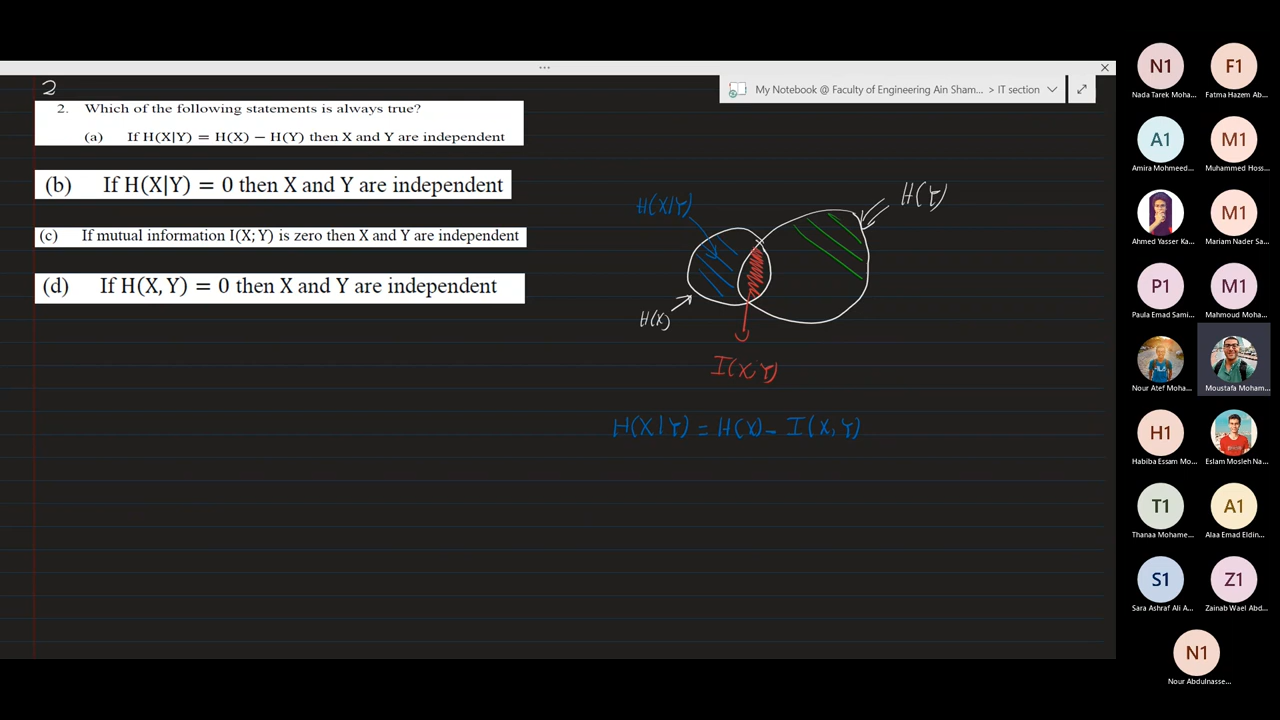 2
My Notebook @ Faculty of Engineering Ain Sham... > IT section
2. Which of the following statements is always true?
(a) If H(X|Y) = H(X) − H(Y) then X and Y are independent
(b) If H(X|Y) = 0 then X and Y are independent
(c) If mutual information I(X; Y) is zero then X and Y are independent
(d) If H(X, Y) = 0 then X and Y are independent
H(X|Y)
H(Y)
H(X)
I(X,Y)
H(X|Y) = H(X) - I(X,Y)
N1
F1
Nada Tarek Moha...
Fatma Hazem Ab...
A1
M1
Amira Mohmeed...
Muhammed Hoss...
M1
Ahmed Yasser Ka...
Mariam Nader Sa...
P1
M1
Paula Emad Sami...
Mahmoud Moha...
Nour Atef Moha...
Moustafa Moham...
H1
Habiba Essam Mo...
Eslam Mosleh Na...
T1
A1
Thanaa Mohame...
Alaa Emad Eldin...
S1
Z1
Sara Ashraf Ali A...
Zainab Wael Abd...
N1
Nour Abdulnasse...